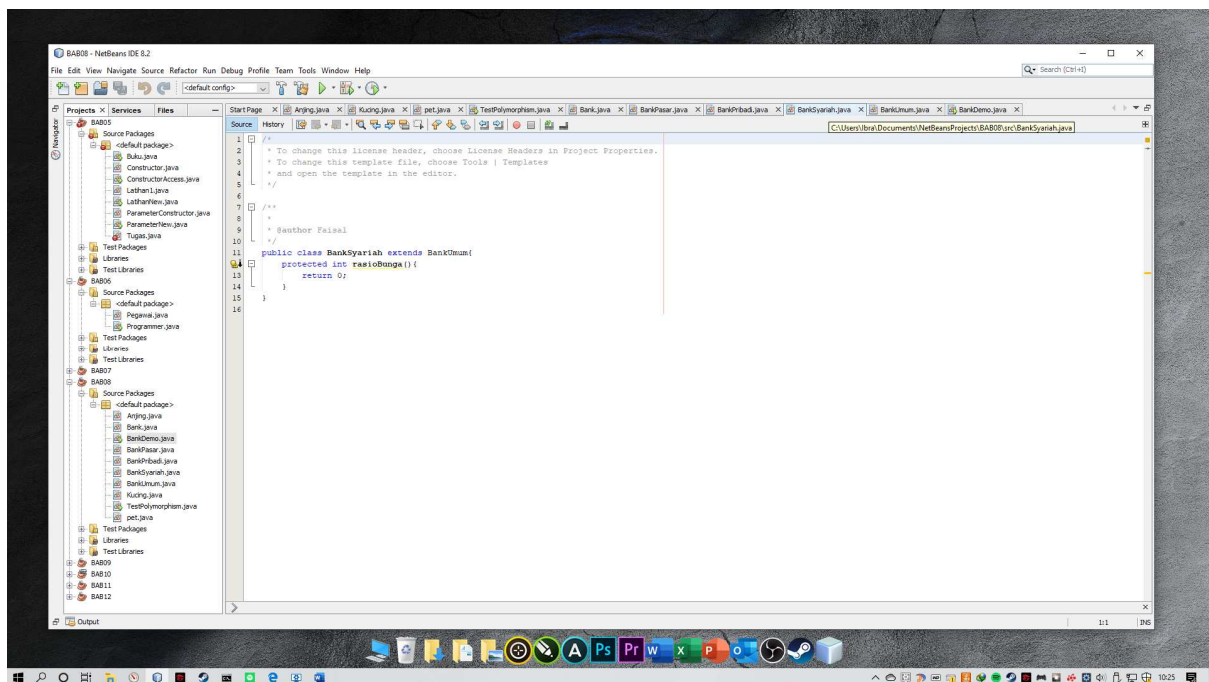 BAB08 - NetBeans IDE 8.2
File Edit View Navigate Source Refactor Run Debug Profile Team Tools Window Help
Search (Ctrl+I)
<default config>
Projects Services Files
Navigator
BAB05
Source Packages
<default package>
Buku.java
Constructor.java
ConstructorAccess.java
Latihan1.java
LatihanNew.java
ParameterConstructor.java
ParameterNew.java
Tugas.java
Test Packages
Libraries
Test Libraries
BAB06
Source Packages
<default package>
Pegawai.java
Programmer.java
Test Packages
Libraries
Test Libraries
BAB07
BAB08
Source Packages
<default package>
Anjing.java
Bank.java
BankDemo.java
BankPasar.java
BankPribadi.java
BankSyariah.java
BankUmum.java
Kucing.java
TestPolymorphism.java
pet.java
Test Packages
Libraries
Test Libraries
BAB09
BAB10
BAB11
BAB12
Start Page Anjing.java Kucing.java pet.java TestPolymorphism.java Bank.java BankPasar.java BankPribadi.java BankSyariah.java BankUmum.java BankDemo.java
Source History
C:\Users\Ibra\Documents\NetBeansProjects\BAB08\src\BankSyariah.java
1 /*
2 * To change this license header, choose License Headers in Project Properties.
3 * To change this template file, choose Tools | Templates
4 * and open the template in the editor.
5 */
6
7 /**
8 *
9 * @author Faisal
10 */
11 public class BankSyariah extends BankUmum{
protected int rasioBunga(){
13 return 0;
14 }
15 }
16
Output
1:1 INS
A Ps Pr W X P O
10:25